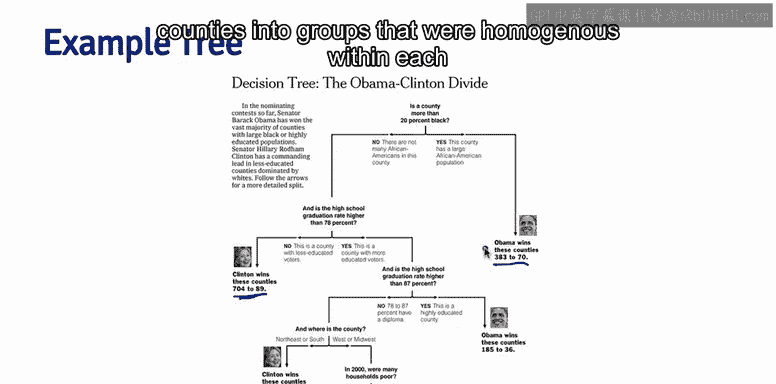 counties into groups that were homogenous
within each
Example Tree
Decision Tree: The Obama-Clinton Divide
In the nominating
contests so far, Senator
Barack Obama has won the
vast majority of counties
with large black or highly
educated populations.
Senator Hillary Rodham
Clinton has a commanding
lead in less-educated
counties dominated by
whites. Follow the arrows
for a more detailed split.
Is a county
more than
20 percent black?
NO There are not
many African-
Americans in this
county.
YES This county
has a large
African-American
population
And is the high school
graduation rate higher
than 78 percent?
Obama wins
these counties
383 to 70.
NO This is a county
with less-educated
voters.
YES This is a
county with more
educated voters.
Clinton wins
these counties
704 to 89.
And is the high school
graduation rate higher
than 87 percent?
NO 78 to 87
percent have
a diploma.
YES This is a
highly educated
county.
Obama wins
these counties
185 to 36.
And where is the county?
Northeast or South
West or Midwest
Clinton wins
these counties
In 2000, were many
households poor?